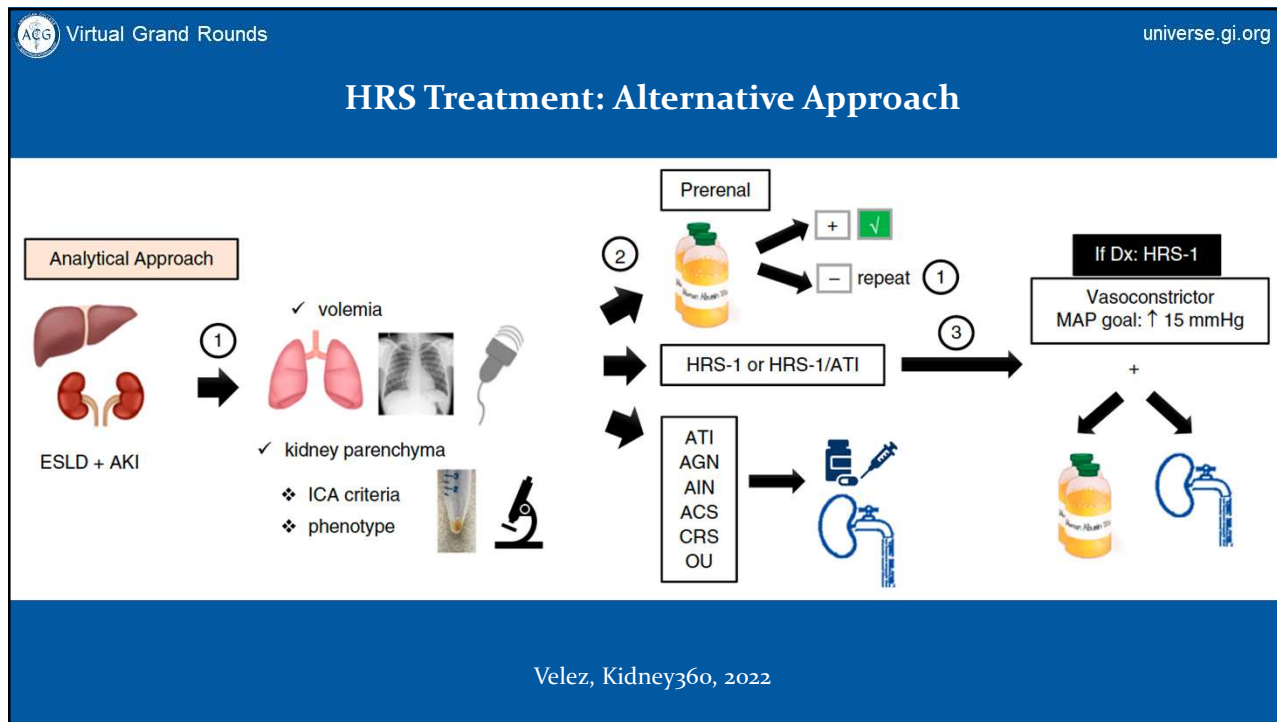 ACG Virtual Grand Rounds
universe.gi.org
HRS Treatment: Alternative Approach
Analytical Approach
ESLD + AKI
1
✓ volemia
✓ kidney parenchyma
❖ ICA criteria
❖ phenotype
2
Prerenal
+ √
– repeat 1
HRS-1 or HRS-1/ATI
ATI
AGN
AIN
ACS
CRS
OU
3
If Dx: HRS-1
Vasoconstrictor
MAP goal: ↑ 15 mmHg
+
Velez, Kidney360, 2022